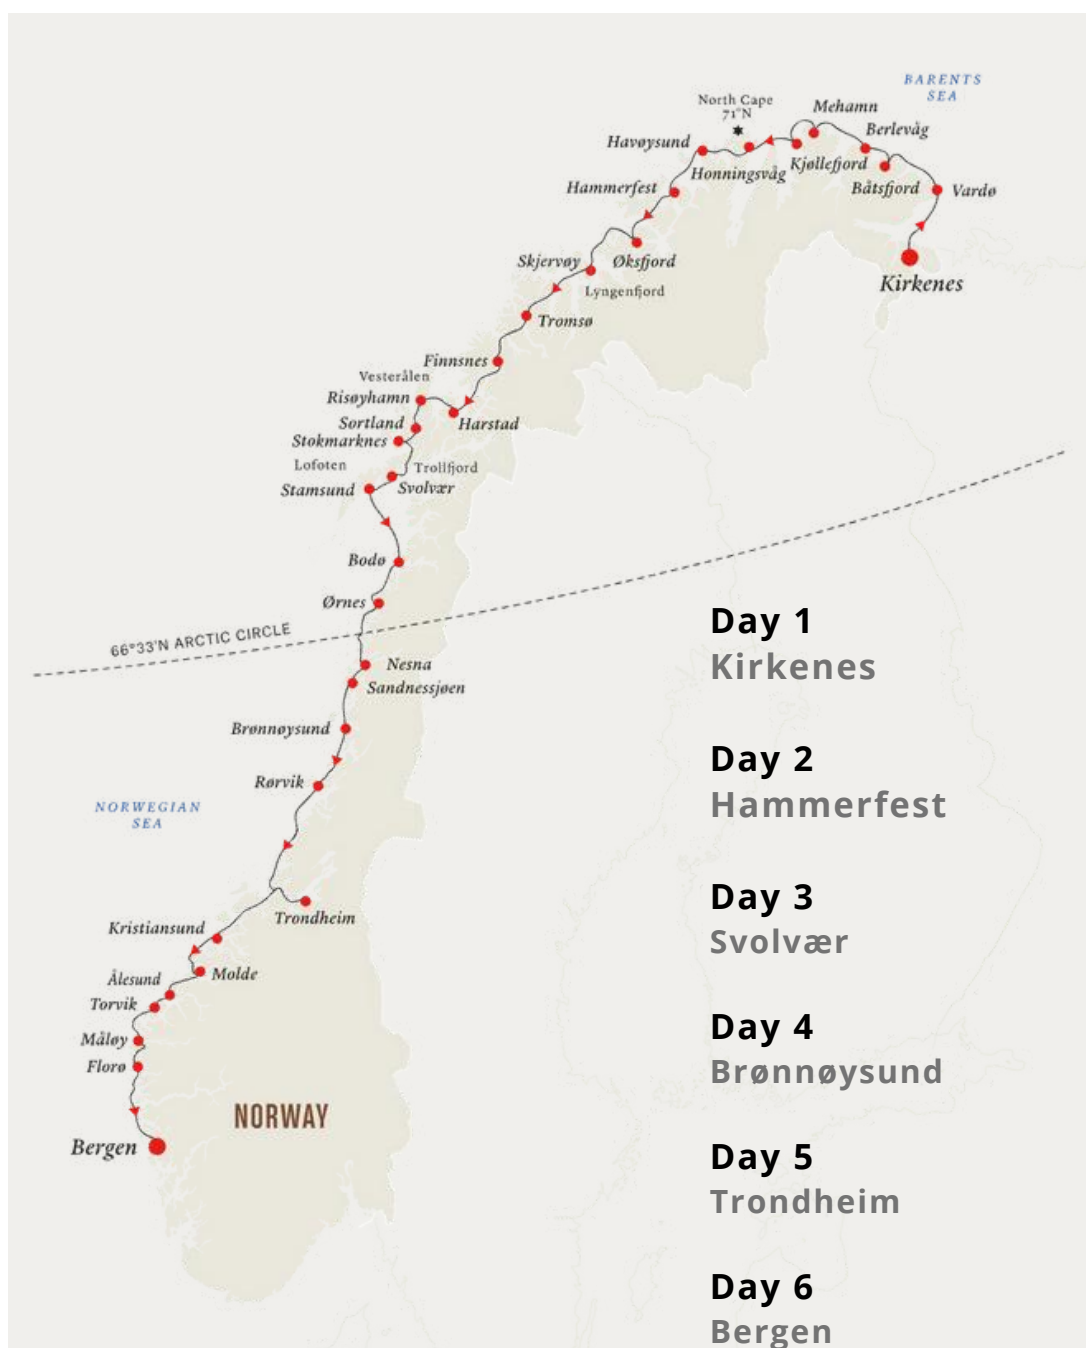 BARENTS
SEA
North Cape
71°N
Mehamn
Berlevåg
Havøysund
Honningsvåg
Kjøllefjord
Hammerfest
Båtsfjord
Vardø
Skjervøy
Øksfjord
Kirkenes
Lyngenfjord
Tromsø
Finnsnes
Vesterålen
Risøyhamn
Sortland
Harstad
Stokmarknes
Lofoten
Trollfjord
Stamsund
Svolvær
Bodø
Ørnes
66°33'N ARCTIC CIRCLE
Nesna
Sandnessjøen
Brønnøysund
Rørvik
NORWEGIAN
SEA
Trondheim
Kristiansund
Molde
Ålesund
Torvik
Måløy
Florø
NORWAY
Bergen
Day 1
Kirkenes
Day 2
Hammerfest
Day 3
Svolvær
Day 4
Brønnøysund
Day 5
Trondheim
Day 6
Bergen